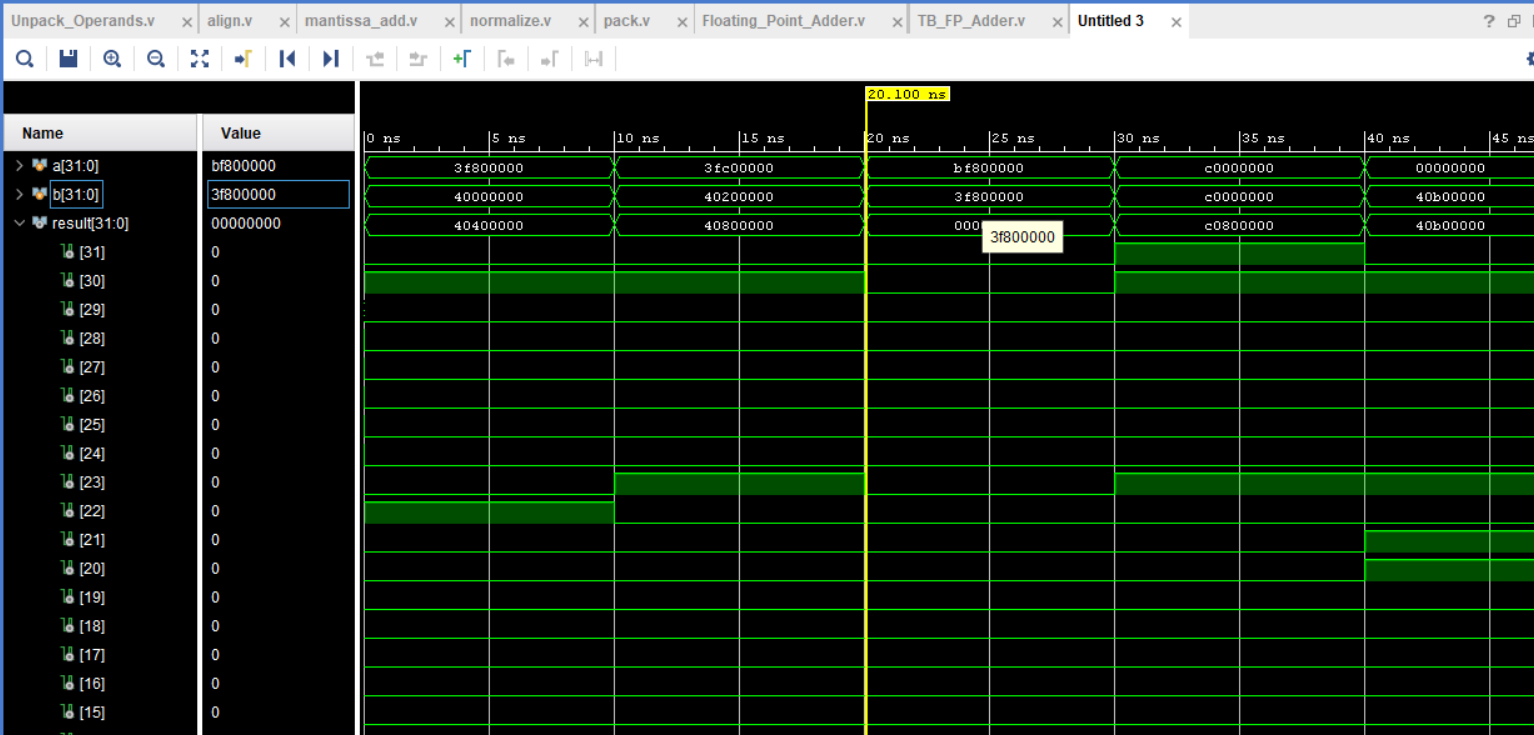 Unpack_Operands.v × align.v × mantissa_add.v × normalize.v × pack.v × Floating_Point_Adder.v × TB_FP_Adder.v × Untitled 3 × ?
20.100 ns
Name Value 0 ns 5 ns 10 ns 15 ns 20 ns 25 ns 30 ns 35 ns 40 ns 45 ns
a[31:0] bf800000 3f800000 3fc00000 bf800000 c0000000 00000000
b[31:0] 3f800000 40000000 40200000 3f800000 c0000000 40b00000
result[31:0] 00000000 40400000 40800000 000 c0800000 40b00000
3f800000
[31] 0
[30] 0
[29] 0
[28] 0
[27] 0
[26] 0
[25] 0
[24] 0
[23] 0
[22] 0
[21] 0
[20] 0
[19] 0
[18] 0
[17] 0
[16] 0
[15] 0